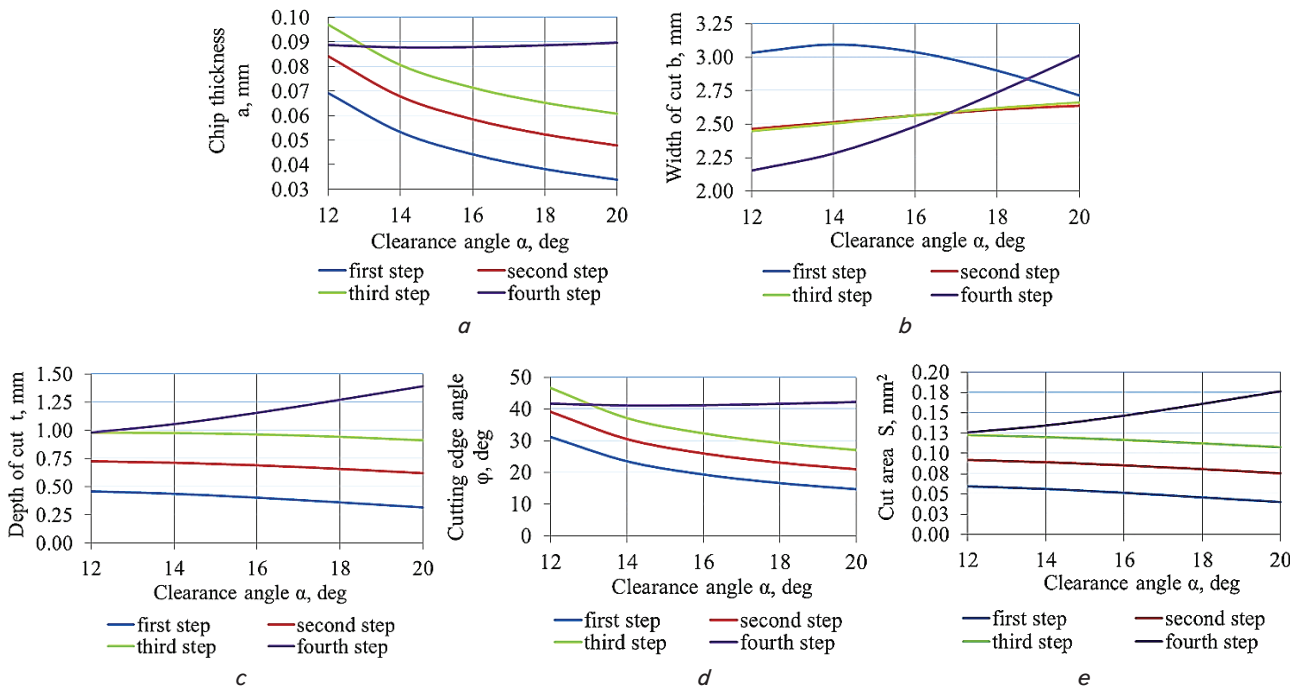 Chip thickness
a, mm
0.10
0.09
0.08
0.07
0.06
0.05
0.04
0.03
12 14 16 18 20
Clearance angle α, deg
first step second step
third step fourth step
a
Width of cut b, mm
3.25
3.00
2.75
2.50
2.25
2.00
12 14 16 18 20
Clearance angle α, deg
first step second step
third step fourth step
b
Depth of cut t, mm
1.50
1.25
1.00
0.75
0.50
0.25
0.00
12 14 16 18 20
Clearance angle α, deg
first step second step
third step fourth step
c
Cutting edge angle
φ, deg
50
40
30
20
10
0
12 14 16 18 20
Clearance angle α, deg
first step second step
third step fourth step
d
Cut area S, mm²
0.20
0.18
0.15
0.13
0.10
0.08
0.05
0.03
0.00
12 14 16 18 20
Clearance angle α, deg
first step second step
third step fourth step
e